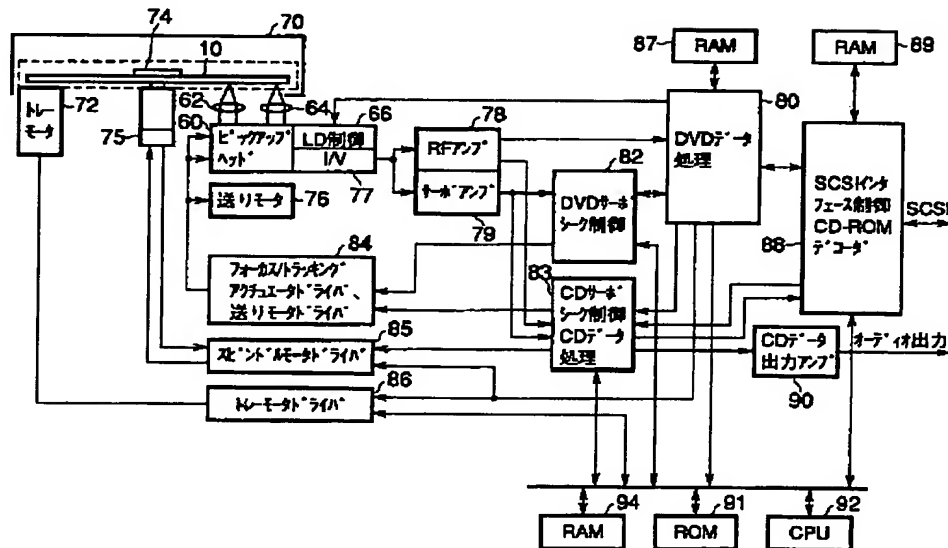 74
70
10
87
RAM
RAM
89
72
トレー
モータ
62
64
60
66
ピックアップ
ヘッド
LD制御
I/V
75
77
送りモータ
76
78
RFアンプ
サーボアンプ
79
80
DVDデータ
処理
82
DVDサーボ
シーク制御
SCSIインタ
フェース制御
CD-ROM
デコーダ
88
SCSI
84
フォーカス/トラッキング
アクチュエータドライバ、
送りモータドライバ
83
CDサーボ
シーク制御
CDデータ
処理
85
スピンドルモータドライバ
86
トレーモータドライバ
CDデータ
出力アンプ
オーディオ出力
90
94
RAM
91
ROM
92
CPU